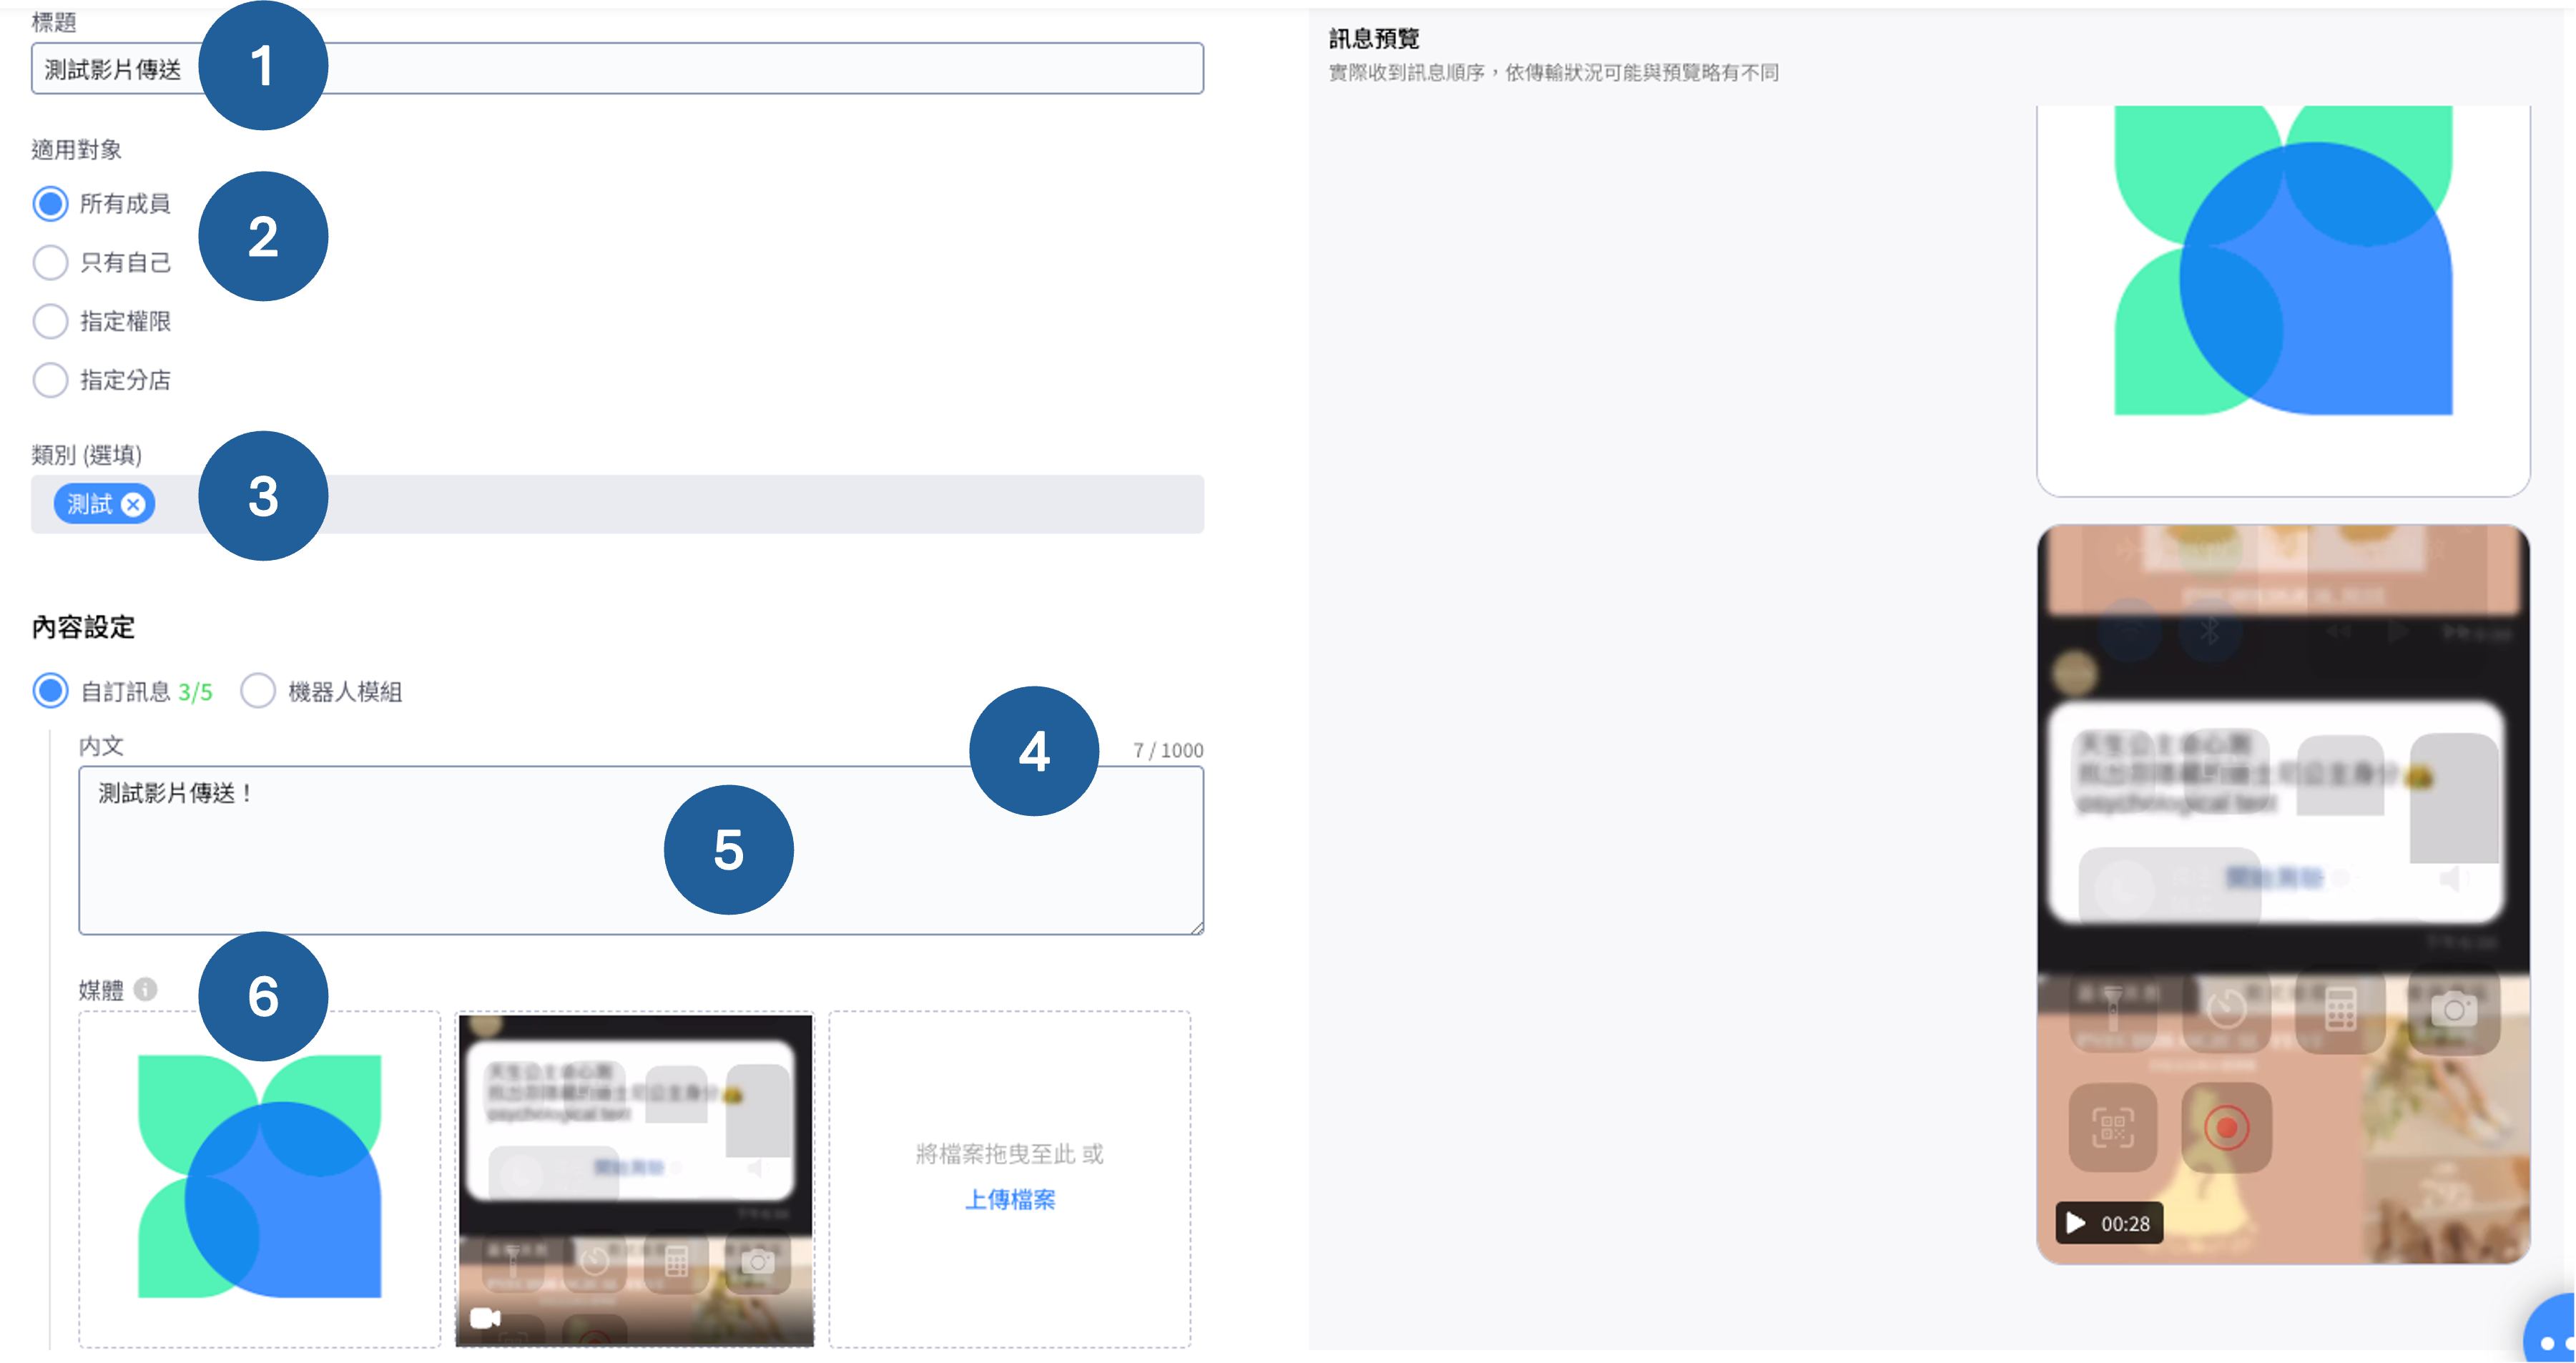 標題
測試影片傳送
1
適用對象
所有成員
2
只有自己
指定權限
指定分店
類別 (選填)
測試
3
內容設定
自訂訊息 3/5
機器人模組
內文
4
7 / 1000
測試影片傳送！
5
媒體
6
將檔案拖曳至此 或
上傳檔案
訊息預覽
實際收到訊息順序，依傳輸狀況可能與預覽略有不同
00:28